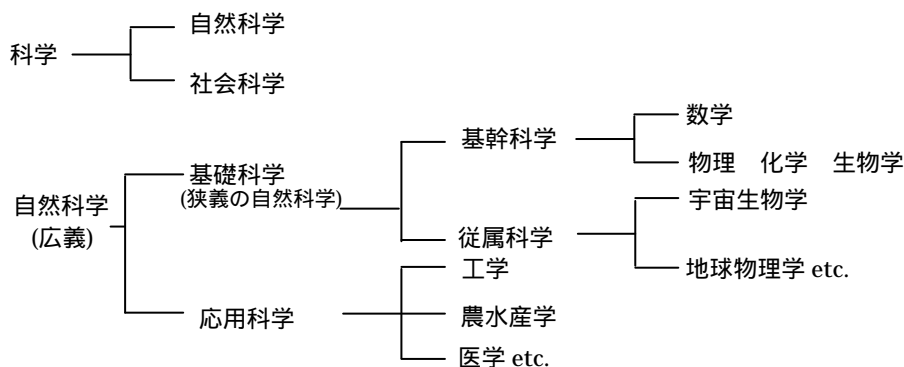 自然科学
科学
社会科学
数学
基幹科学
物理 化学 生物学
基礎科学
(狭義の自然科学)
宇宙生物学
自然科学
(広義)
従属科学
地球物理学 etc.
工学
応用科学
農水産学
医学 etc.